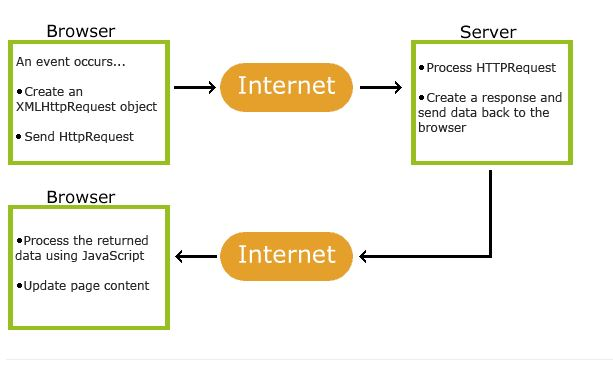 Browser
An event occurs...
•Create an
XMLHttpRequest object
• Send HttpRequest
Internet
Server
•Process HTTPRequest
•Create a response and
send data back to the
browser
Browser
•Process the returned
data using JavaScript
•Update page content
Internet